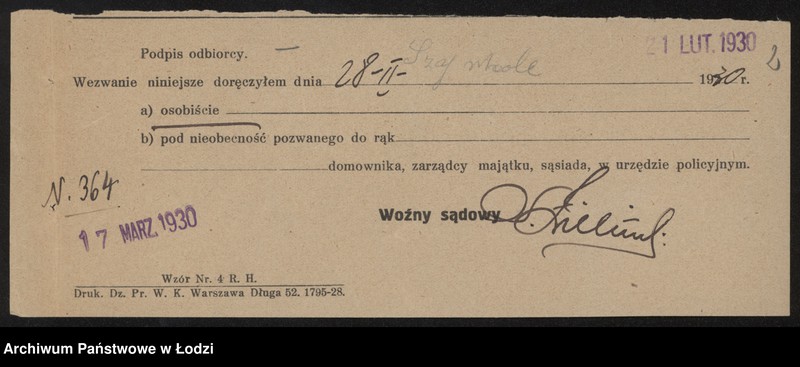 21 LUT. 1930
2
Podpis odbiorcy. —
Wezwanie niniejsze doręczyłem dnia 28-II- 1930 r.
a) osobiście
b) pod nieobecność pozwanego do rąk
domownika, zarządcy majątku, sąsiada, w urzędzie policyjnym.
N. 364
17 MARZ. 1930
Woźny sądowy
Wzór Nr. 4 R. H.
Druk. Dz. Pr. W. K. Warszawa Długa 52. 1795-28.
Archiwum Państwowe w Łodzi